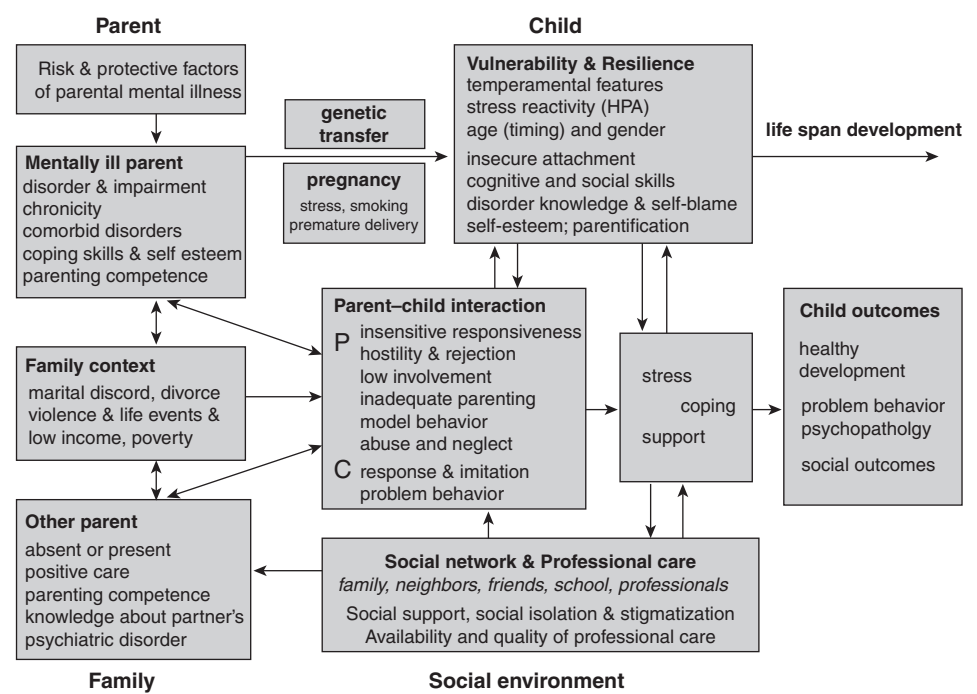 Parent
Child
Risk & protective factors
of parental mental illness
Mentally ill parent
disorder & impairment
chronicity
comorbid disorders
coping skills & self esteem
parenting competence
genetic
transfer
pregnancy
stress, smoking
premature delivery
Vulnerability & Resilience
temperamental features
stress reactivity (HPA)
age (timing) and gender
insecure attachment
cognitive and social skills
disorder knowledge & self-blame
self-esteem; parentification
life span development
Family context
marital discord, divorce
violence & life events &
low income, poverty
Parent–child interaction
P insensitive responsiveness
hostility & rejection
low involvement
inadequate parenting
model behavior
abuse and neglect
C response & imitation
problem behavior
stress
coping
support
Child outcomes
healthy
development
problem behavior
psychopatholgy
social outcomes
Other parent
absent or present
positive care
parenting competence
knowledge about partner's
psychiatric disorder
Social network & Professional care
family, neighbors, friends, school, professionals
Social support, social isolation & stigmatization
Availability and quality of professional care
Family
Social environment